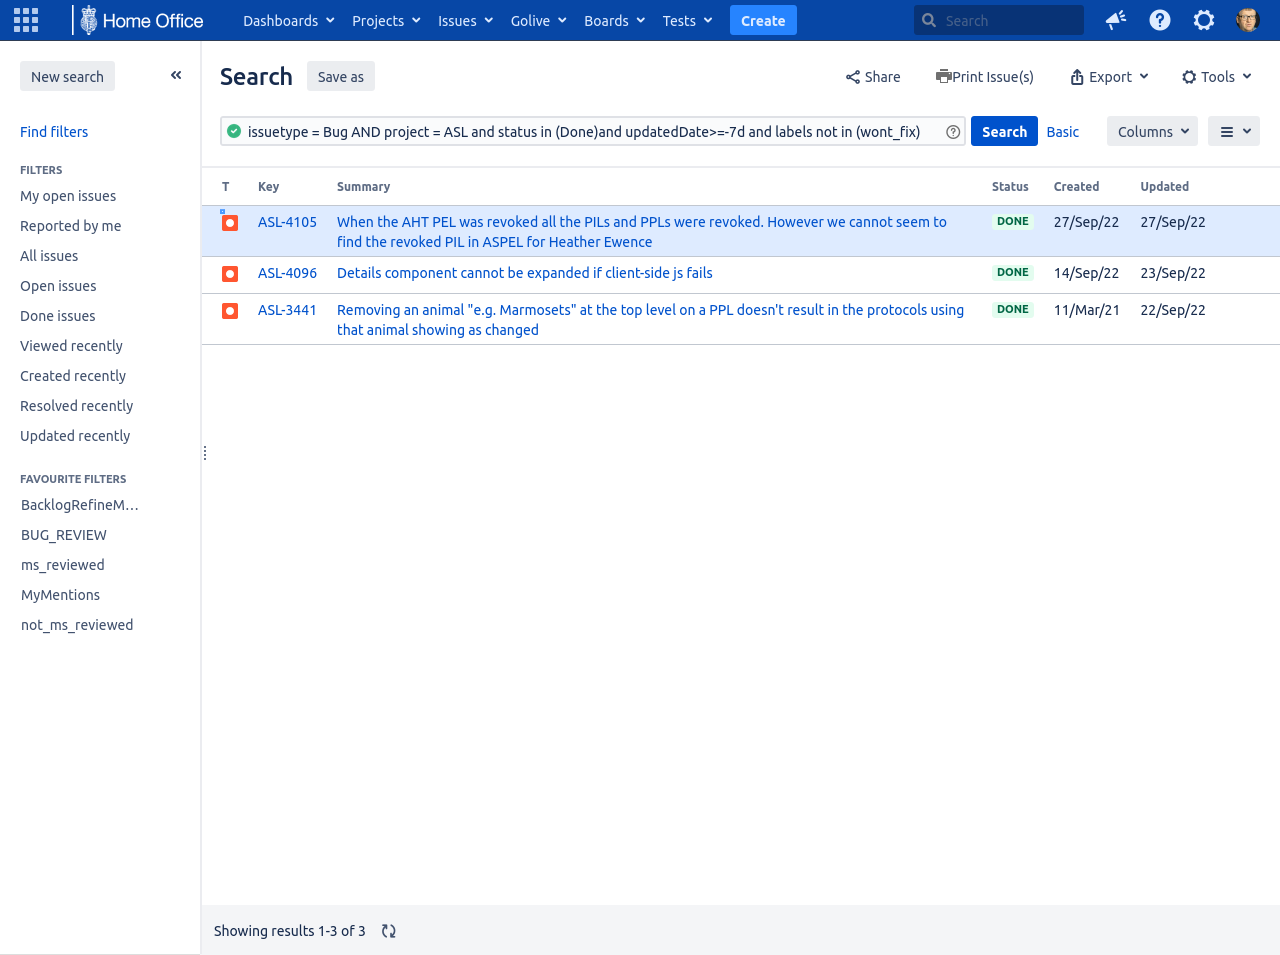 Home Office Dashboards Projects Issues Golive Boards Tests Create Search
New search
Search Save as Share Print Issue(s) Export Tools
Find filters
issuetype = Bug AND project = ASL and status in (Done)and updatedDate>=-7d and labels not in (wont_fix) Search Basic Columns
FILTERS
My open issues
Reported by me
All issues
Open issues
Done issues
Viewed recently
Created recently
Resolved recently
Updated recently
FAVOURITE FILTERS
BacklogRefineM...
BUG_REVIEW
ms_reviewed
MyMentions
not_ms_reviewed
T Key Summary Status Created Updated
ASL-4105 When the AHT PEL was revoked all the PILs and PPLs were revoked. However we cannot seem to DONE 27/Sep/22 27/Sep/22
find the revoked PIL in ASPEL for Heather Ewence
ASL-4096 Details component cannot be expanded if client-side js fails DONE 14/Sep/22 23/Sep/22
ASL-3441 Removing an animal "e.g. Marmosets" at the top level on a PPL doesn't result in the protocols using DONE 11/Mar/21 22/Sep/22
that animal showing as changed
Showing results 1-3 of 3